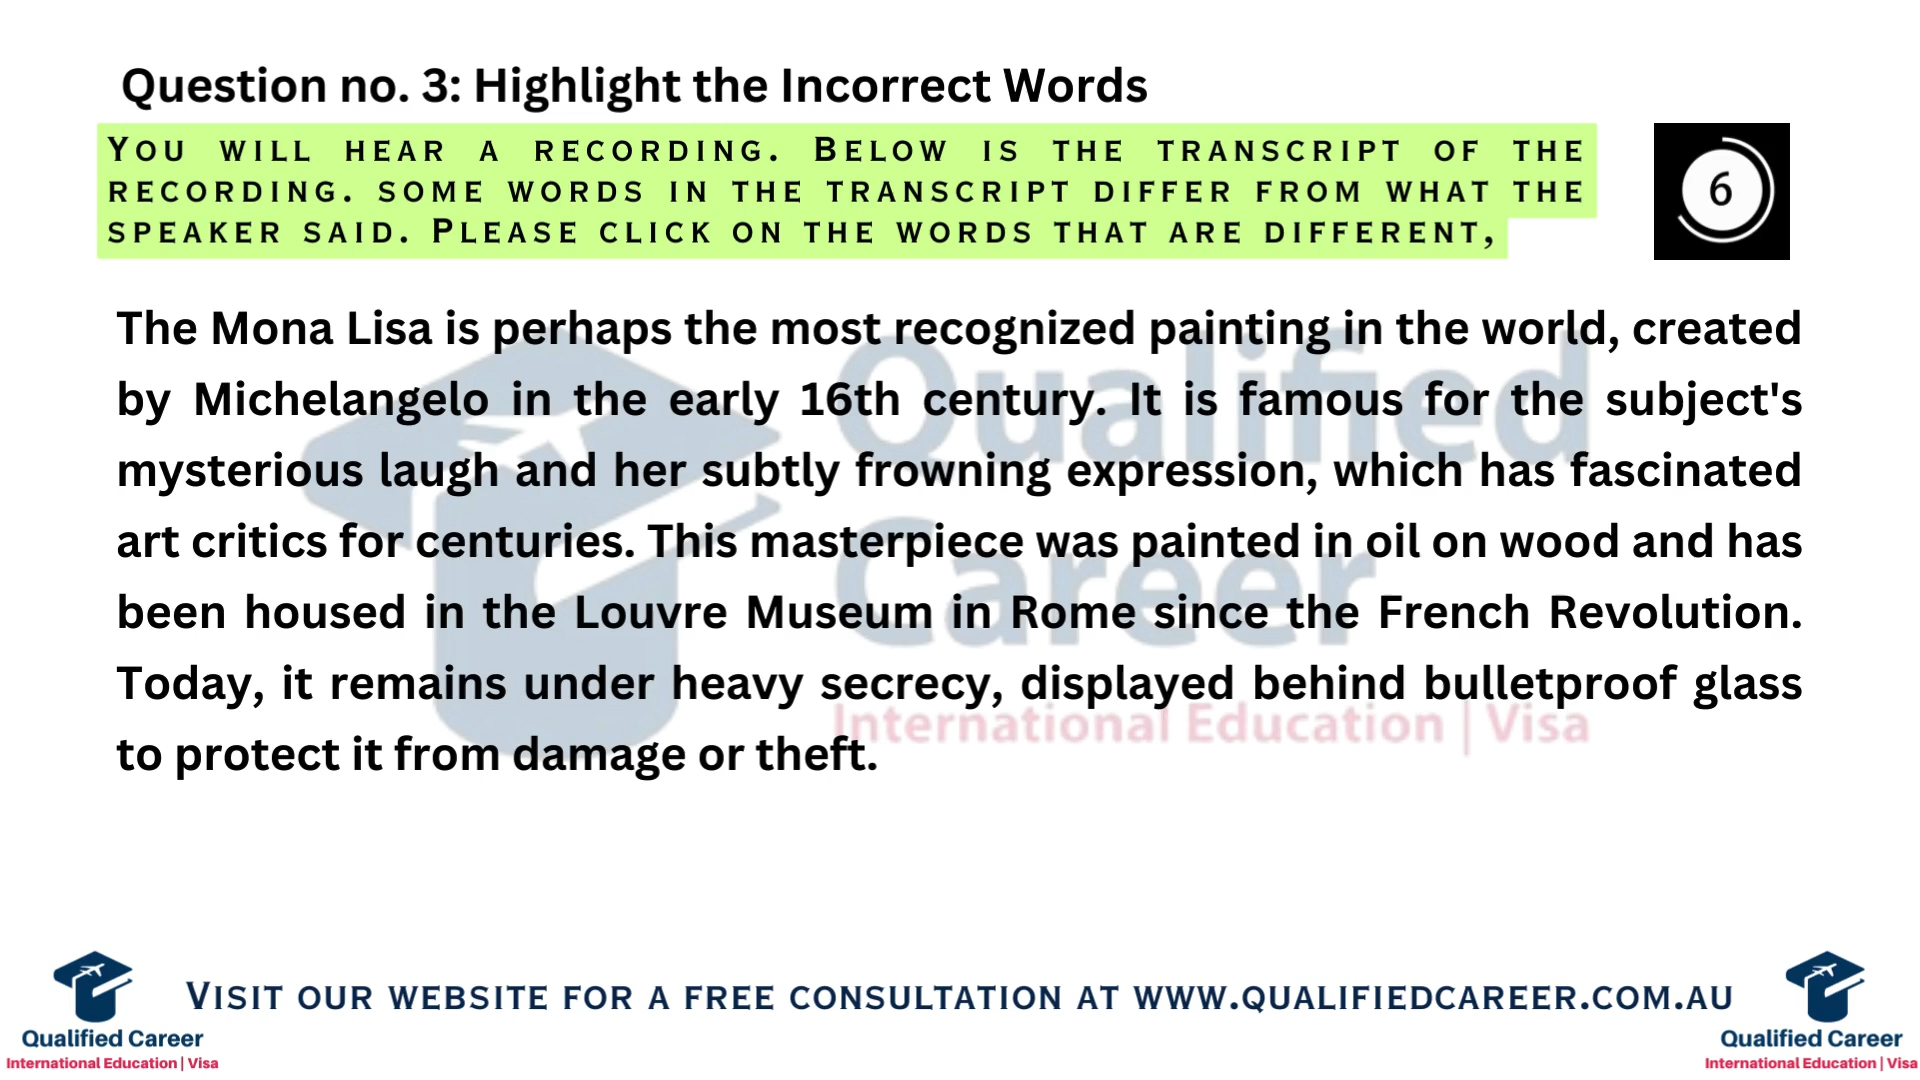 Question no. 3: Highlight the Incorrect Words
You will hear a recording. Below is the transcript of the
recording. some words in the transcript differ from what the
speaker said. Please click on the words that are different,
6
The Mona Lisa is perhaps the most recognized painting in the world, created
by Michelangelo in the early 16th century. It is famous for the subject's
mysterious laugh and her subtly frowning expression, which has fascinated
art critics for centuries. This masterpiece was painted in oil on wood and has
been housed in the Louvre Museum in Rome since the French Revolution.
Today, it remains under heavy secrecy, displayed behind bulletproof glass
to protect it from damage or theft.
Qualified
Career
International Education | Visa
Visit our website for a free consultation at www.qualifiedcareer.com.au
Qualified Career
International Education | Visa
Qualified Career
International Education | Visa